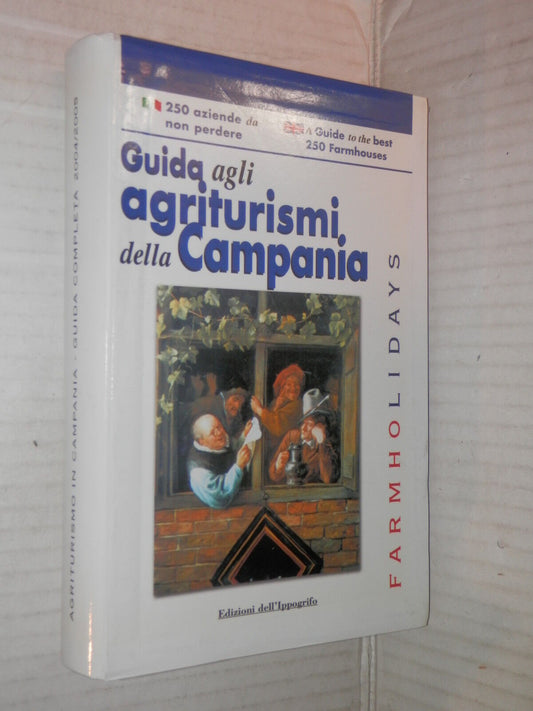 250 aziende da
non perdere
A Guide to the best
250 Farmhouses
Guida agli
agriturismi
della Campania
FARMHOLIDAYS
Edizioni dell'Ippogrifo
AGRITURISMO IN CAMPANIA - GUIDA COMPLETA 2004/2005